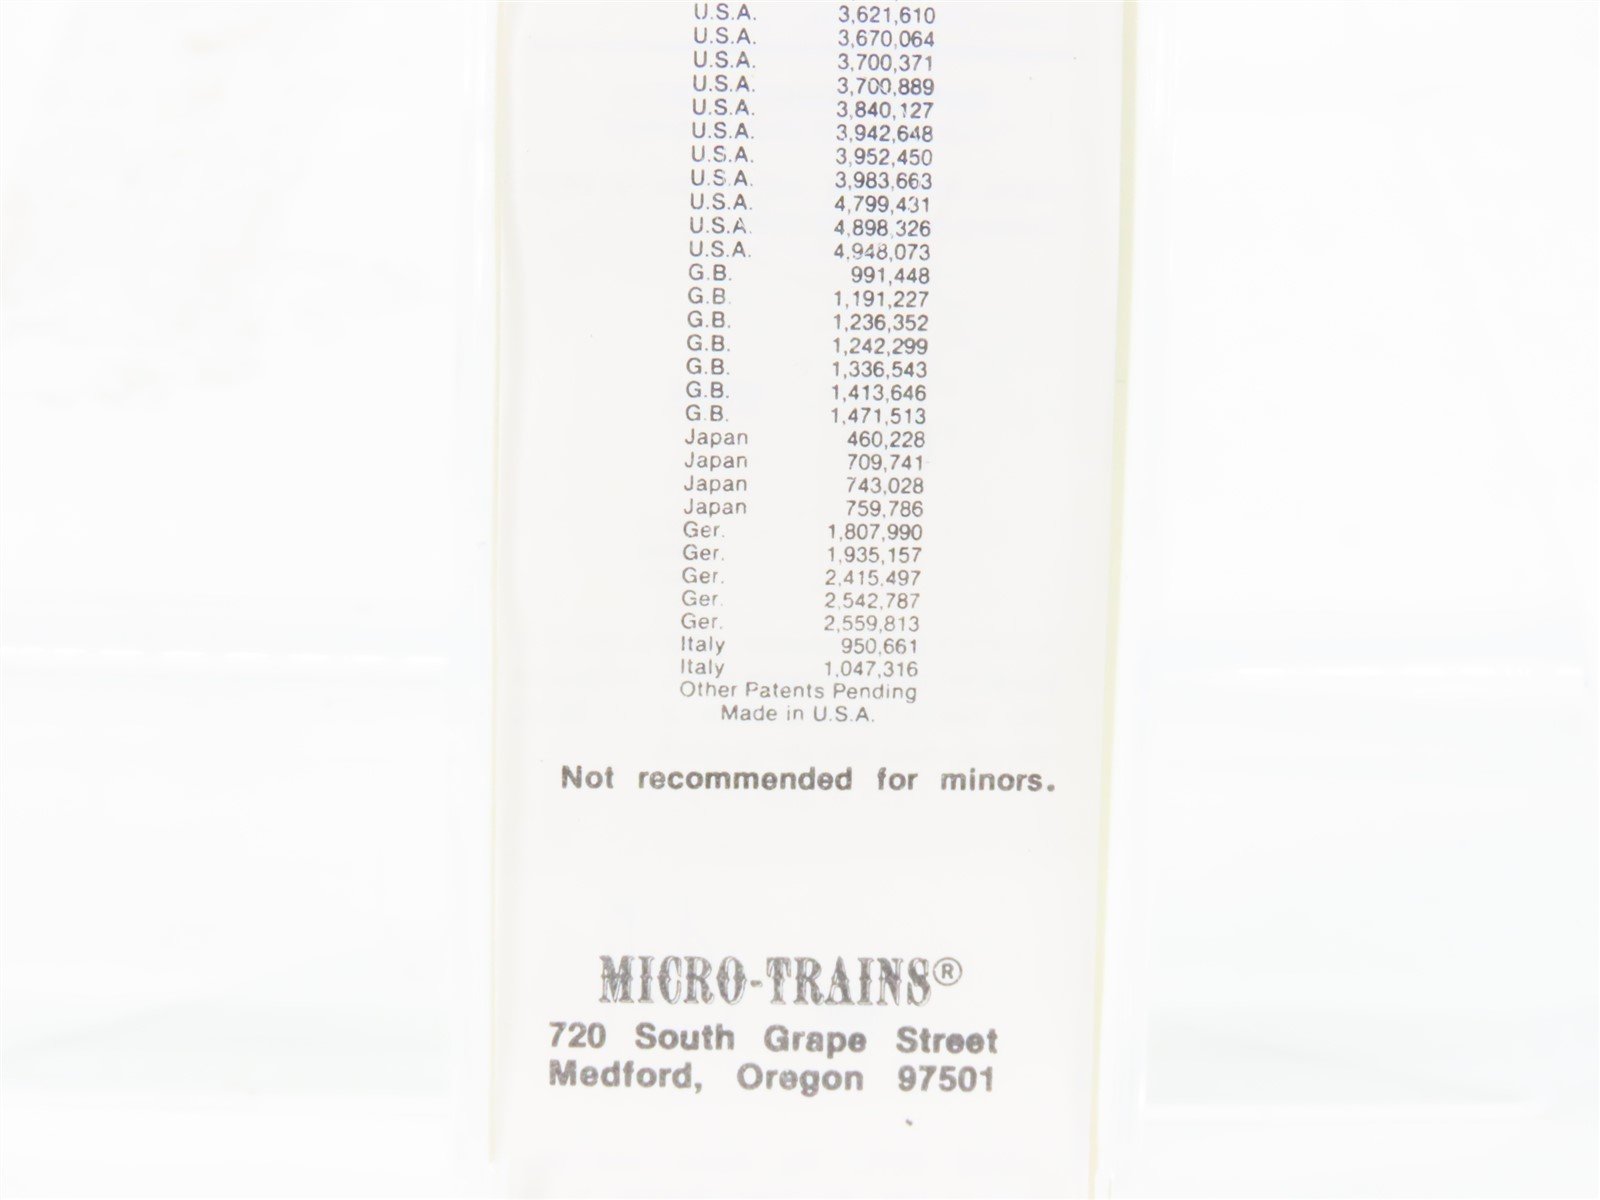 U.S.A. 3,621,610
U.S.A. 3,670,064
U.S.A. 3,700,371
U.S.A. 3,700,889
U.S.A. 3,840,127
U.S.A. 3,942,648
U.S.A. 3,952,450
U.S.A. 3,983,663
U.S.A. 4,799,431
U.S.A. 4,898,326
U.S.A. 4,948,073
G.B. 991,448
G.B. 1,191,227
G.B. 1,236,352
G.B. 1,242,299
G.B. 1,336,543
G.B. 1,413,646
G.B. 1,471,513
Japan 460,228
Japan 709,741
Japan 743,028
Japan 759,786
Ger. 1,807,990
Ger. 1,935,157
Ger. 2,415,497
Ger. 2,542,787
Ger. 2,559,813
Italy 950,661
Italy 1,047,316
Other Patents Pending
Made in U.S.A.
Not recommended for minors.
MICRO-TRAINS®
720 South Grape Street
Medford, Oregon 97501